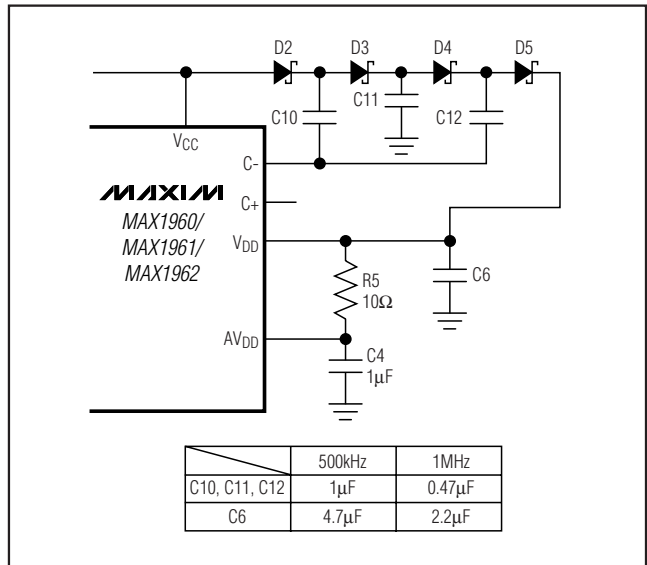 D2 D3 D4 D5
C10 C11 C12
VCC
C-
MAXIM
C+
MAX1960/
MAX1961/
MAX1962
VDD
C6
R5
10Ω
AVDD
C4
1µF
500kHz 1MHz
C10, C11, C12 1µF 0.47µF
C6 4.7µF 2.2µF